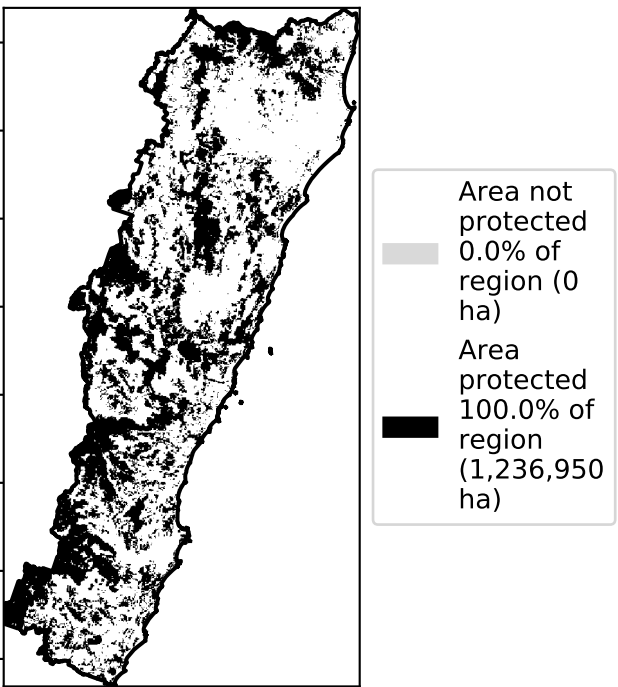 Area not
protected
0.0% of
region (0
ha)
Area
protected
100.0% of
region
(1,236,950
ha)